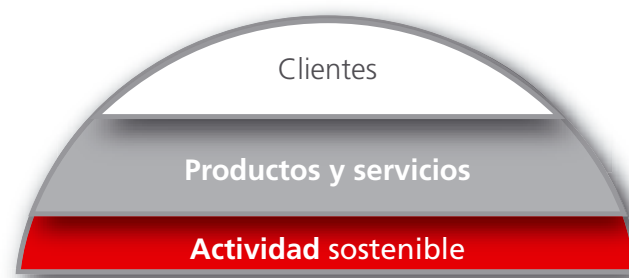 Clientes
Productos y servicios
Actividad sostenible